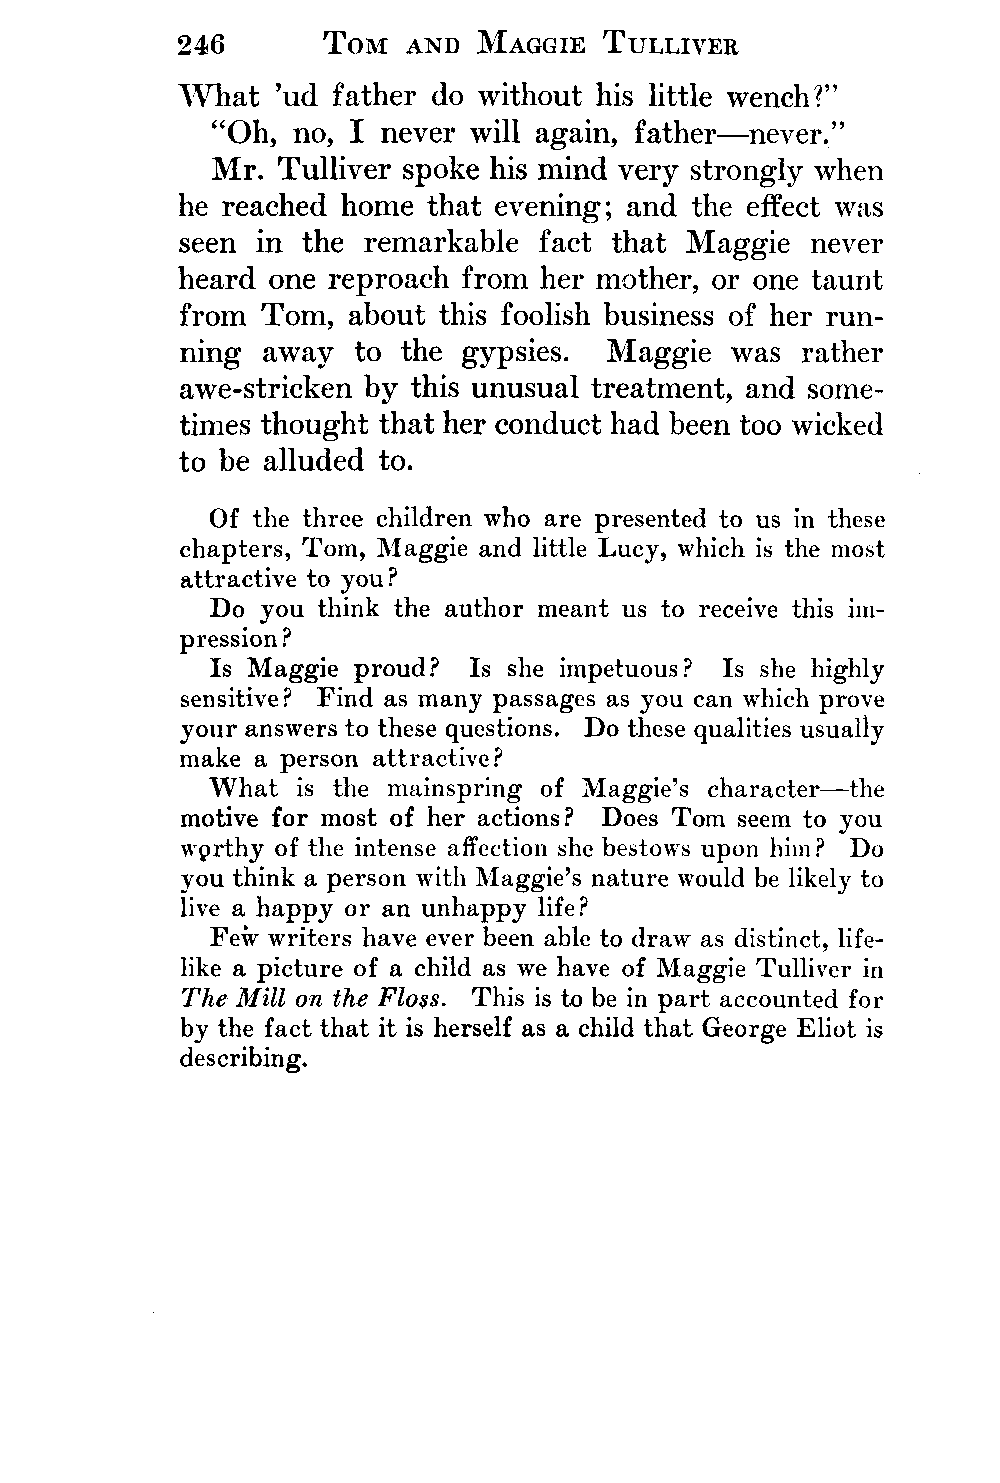 246 TOM AND MAGGIE TULLIVER
What 'ud father do without his little wench?"
"Oh, no, I never will again, father—never."
Mr. Tulliver spoke his mind very strongly when
he reached home that evening; and the effect was
seen in the remarkable fact that Maggie never
heard one reproach from her mother, or one taunt
from Tom, about this foolish business of her run-
ning away to the gypsies. Maggie was rather
awe-stricken by this unusual treatment, and some-
times thought that her conduct had been too wicked
to be alluded to.
Of the three children who are presented to us in these
chapters, Tom, Maggie and little Lucy, which is the most
attractive to you?
Do you think the author meant us to receive this im-
pression?
Is Maggie proud? Is she impetuous? Is she highly
sensitive? Find as many passages as you can which prove
your answers to these questions. Do these qualities usually
make a person attractive?
What is the mainspring of Maggie's character—the
motive for most of her actions? Does Tom seem to you
worthy of the intense affection she bestows upon him? Do
you think a person with Maggie's nature would be likely to
live a happy or an unhappy life?
Few writers have ever been able to draw as distinct, life-
like a picture of a child as we have of Maggie Tulliver in
The Mill on the Floss. This is to be in part accounted for
by the fact that it is herself as a child that George Eliot is
describing.